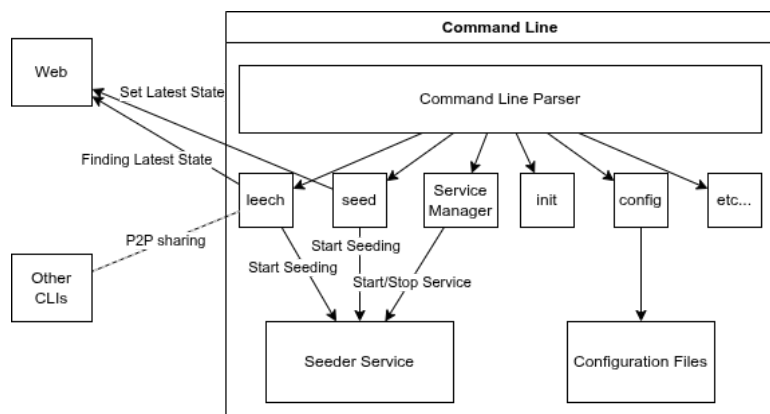 Command Line
Web
Set Latest State
Command Line Parser
Finding Latest State
leech
seed
Service
Manager
init
config
etc...
P2P sharing
Start Seeding
Start Seeding
Start/Stop Service
Other
CLIs
Seeder Service
Configuration Files